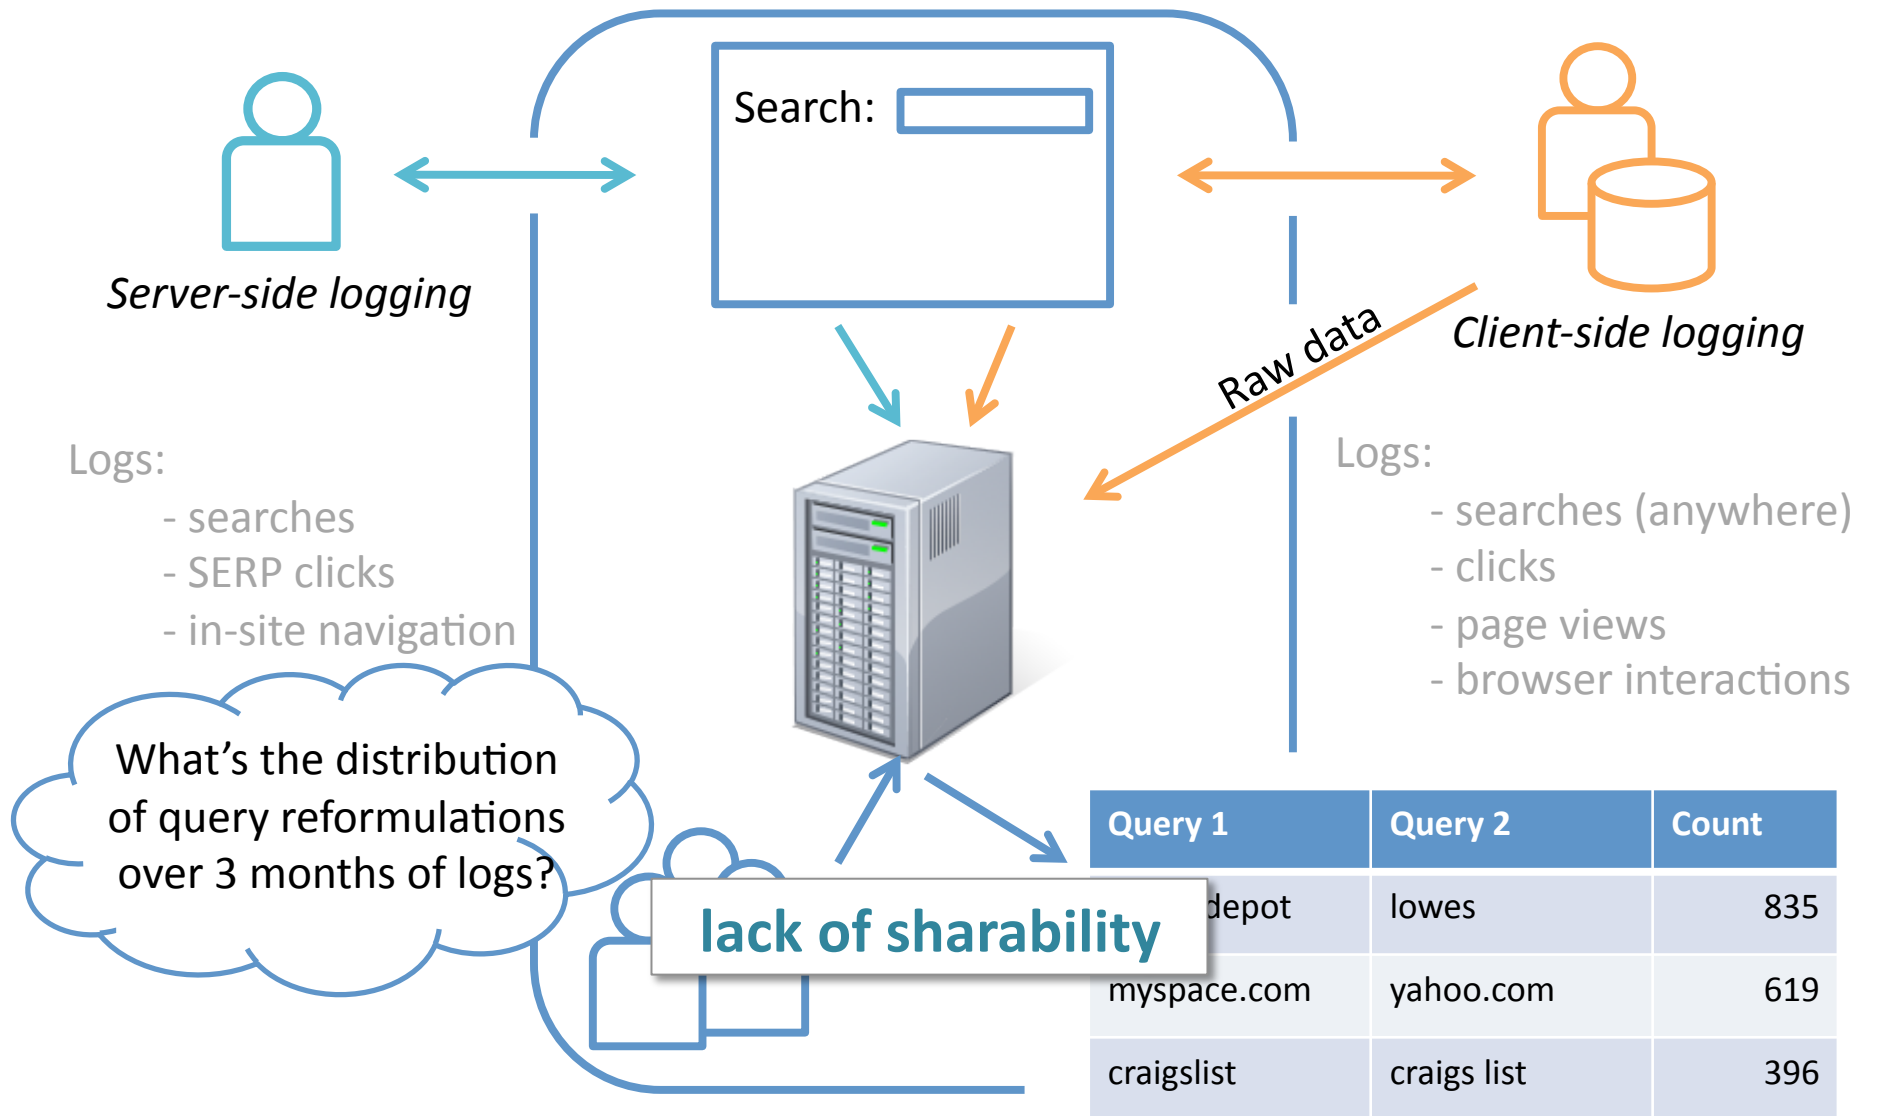 Search:
Server-side logging
Client-side logging
Raw data
Logs:
- searches
- SERP clicks
- in-site navigation
Logs:
- searches (anywhere)
- clicks
- page views
- browser interactions
What's the distribution
of query reformulations
over 3 months of logs?
lack of sharability
Query 1 Query 2 Count
depot lowes 835
myspace.com yahoo.com 619
craigslist craigs list 396